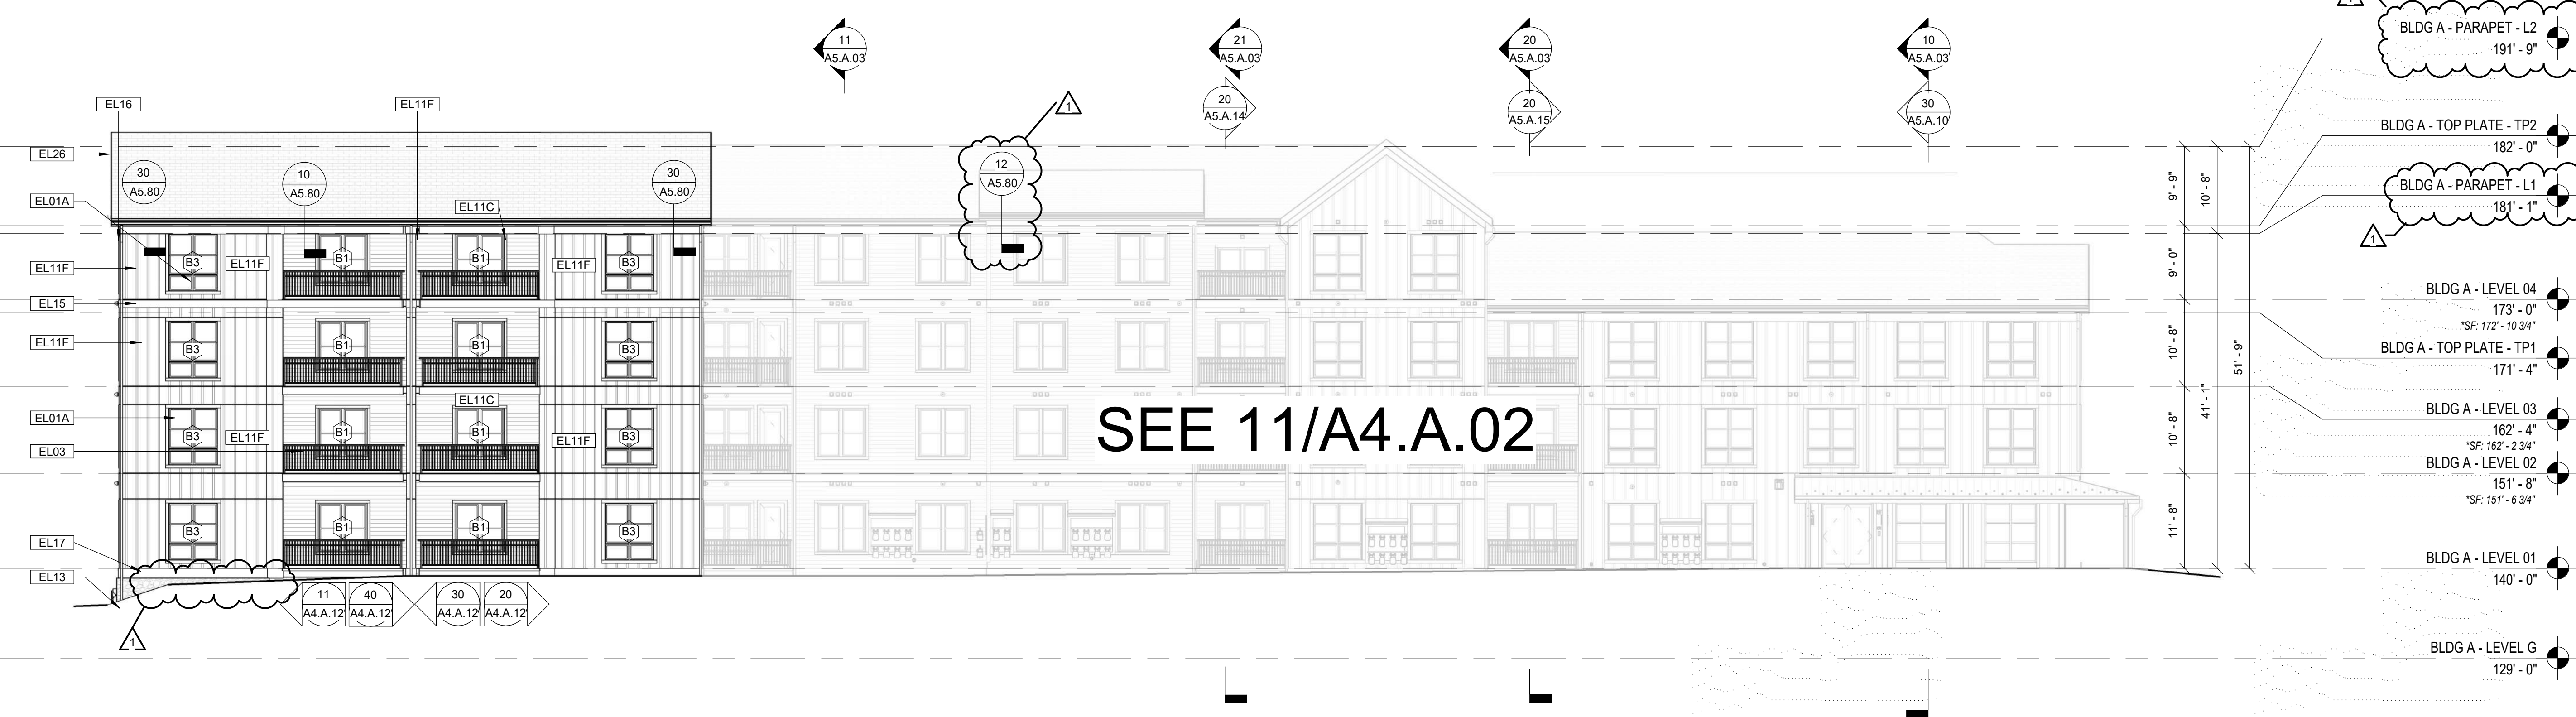 11
A5.A.03
21
A5.A.03
20
A5.A.03
10
A5.A.03
20
A5.A.14
20
A5.A.15
30
A5.A.10
1
BLDG A - PARAPET - L2
191' - 9"
BLDG A - TOP PLATE - TP2
182' - 0"
BLDG A - PARAPET - L1
181' - 1"
1
BLDG A - LEVEL 04
173' - 0"
*SF: 172' - 10 3/4"
BLDG A - TOP PLATE - TP1
171' - 4"
BLDG A - LEVEL 03
162' - 4"
*SF: 162' - 2 3/4"
BLDG A - LEVEL 02
151' - 8"
*SF: 151' - 6 3/4"
BLDG A - LEVEL 01
140' - 0"
BLDG A - LEVEL G
129' - 0"
9' - 9"
10' - 8"
9' - 0"
10' - 8"
51' - 9"
41' - 1"
10' - 8"
11' - 8"
EL16
EL11F
EL26
30
A5.80
10
A5.80
30
A5.80
12
A5.80
EL01A
EL11C
EL11F
B3
EL11F
B1
B1
EL11F
B3
EL15
EL11F
B3
B1
B1
B3
EL11C
EL01A
B3
EL11F
B1
B1
EL11F
B3
EL03
SEE 11/A4.A.02
B3
B1
B1
B3
EL17
EL13
11
A4.A.12
40
A4.A.12
30
A4.A.12
20
A4.A.12
1